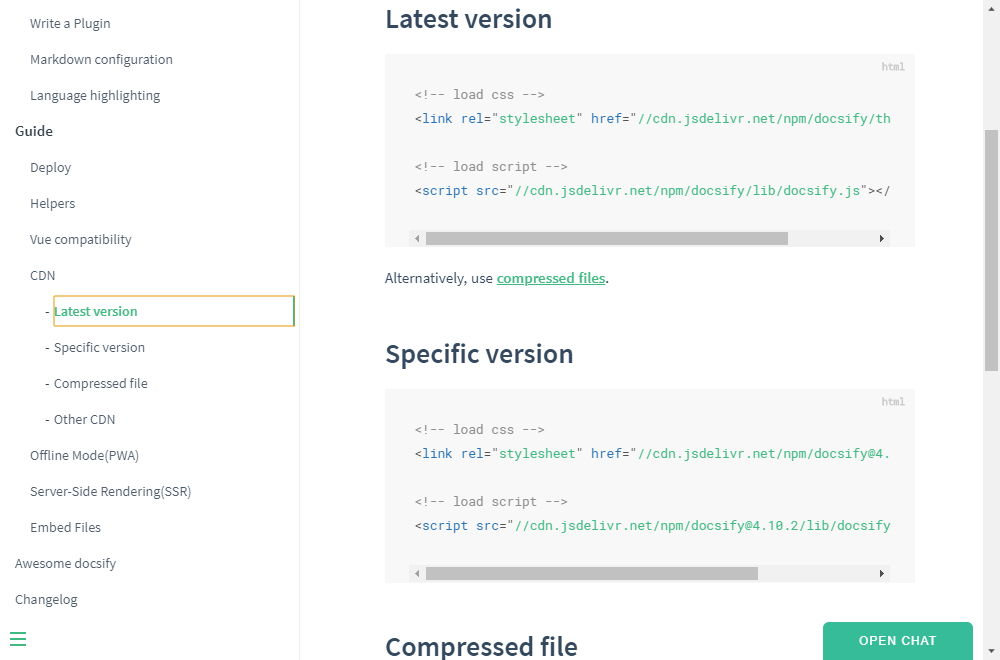 Write a Plugin
Markdown configuration
Language highlighting
Guide
Deploy
Helpers
Vue compatibility
CDN
- Latest version
- Specific version
- Compressed file
- Other CDN
Offline Mode(PWA)
Server-Side Rendering(SSR)
Embed Files
Awesome docsify
Changelog
Latest version
html
<!-- load css -->
<link rel="stylesheet" href="//cdn.jsdelivr.net/npm/docsify/th
<!-- load script -->
<script src="//cdn.jsdelivr.net/npm/docsify/lib/docsify.js"></
Alternatively, use compressed files.
Specific version
html
<!-- load css -->
<link rel="stylesheet" href="//cdn.jsdelivr.net/npm/docsify@4.
<!-- load script -->
<script src="//cdn.jsdelivr.net/npm/docsify@4.10.2/lib/docsify
Compressed file
OPEN CHAT